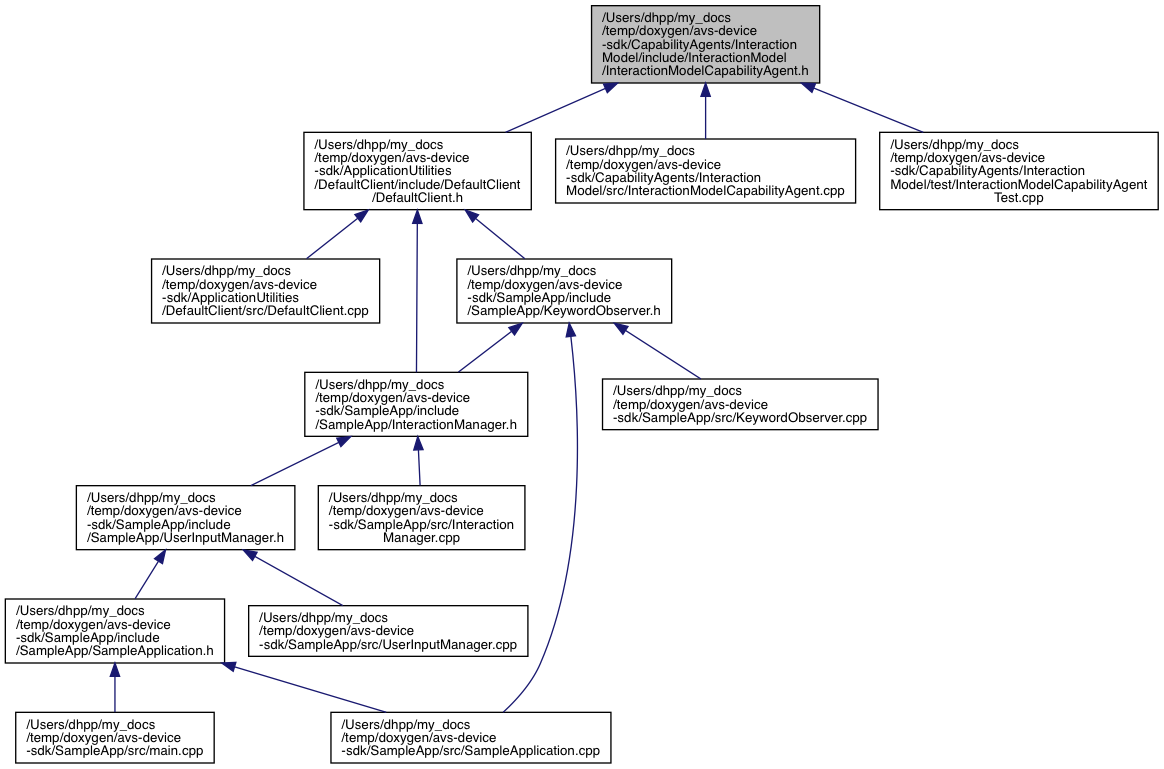 /Users/dhpp/my_docs
/temp/doxygen/avs-device
-sdk/CapabilityAgents/Interaction
Model/include/InteractionModel
/InteractionModelCapabilityAgent.h
/Users/dhpp/my_docs
/temp/doxygen/avs-device
-sdk/ApplicationUtilities
/DefaultClient/include/DefaultClient
/DefaultClient.h
/Users/dhpp/my_docs
/temp/doxygen/avs-device
-sdk/CapabilityAgents/Interaction
Model/src/InteractionModelCapabilityAgent.cpp
/Users/dhpp/my_docs
/temp/doxygen/avs-device
-sdk/CapabilityAgents/Interaction
Model/test/InteractionModelCapabilityAgent
Test.cpp
/Users/dhpp/my_docs
/temp/doxygen/avs-device
-sdk/ApplicationUtilities
/DefaultClient/src/DefaultClient.cpp
/Users/dhpp/my_docs
/temp/doxygen/avs-device
-sdk/SampleApp/include
/SampleApp/KeywordObserver.h
/Users/dhpp/my_docs
/temp/doxygen/avs-device
-sdk/SampleApp/include
/SampleApp/InteractionManager.h
/Users/dhpp/my_docs
/temp/doxygen/avs-device
-sdk/SampleApp/src/KeywordObserver.cpp
/Users/dhpp/my_docs
/temp/doxygen/avs-device
-sdk/SampleApp/include
/SampleApp/UserInputManager.h
/Users/dhpp/my_docs
/temp/doxygen/avs-device
-sdk/SampleApp/src/Interaction
Manager.cpp
/Users/dhpp/my_docs
/temp/doxygen/avs-device
-sdk/SampleApp/include
/SampleApp/SampleApplication.h
/Users/dhpp/my_docs
/temp/doxygen/avs-device
-sdk/SampleApp/src/UserInputManager.cpp
/Users/dhpp/my_docs
/temp/doxygen/avs-device
-sdk/SampleApp/src/main.cpp
/Users/dhpp/my_docs
/temp/doxygen/avs-device
-sdk/SampleApp/src/SampleApplication.cpp